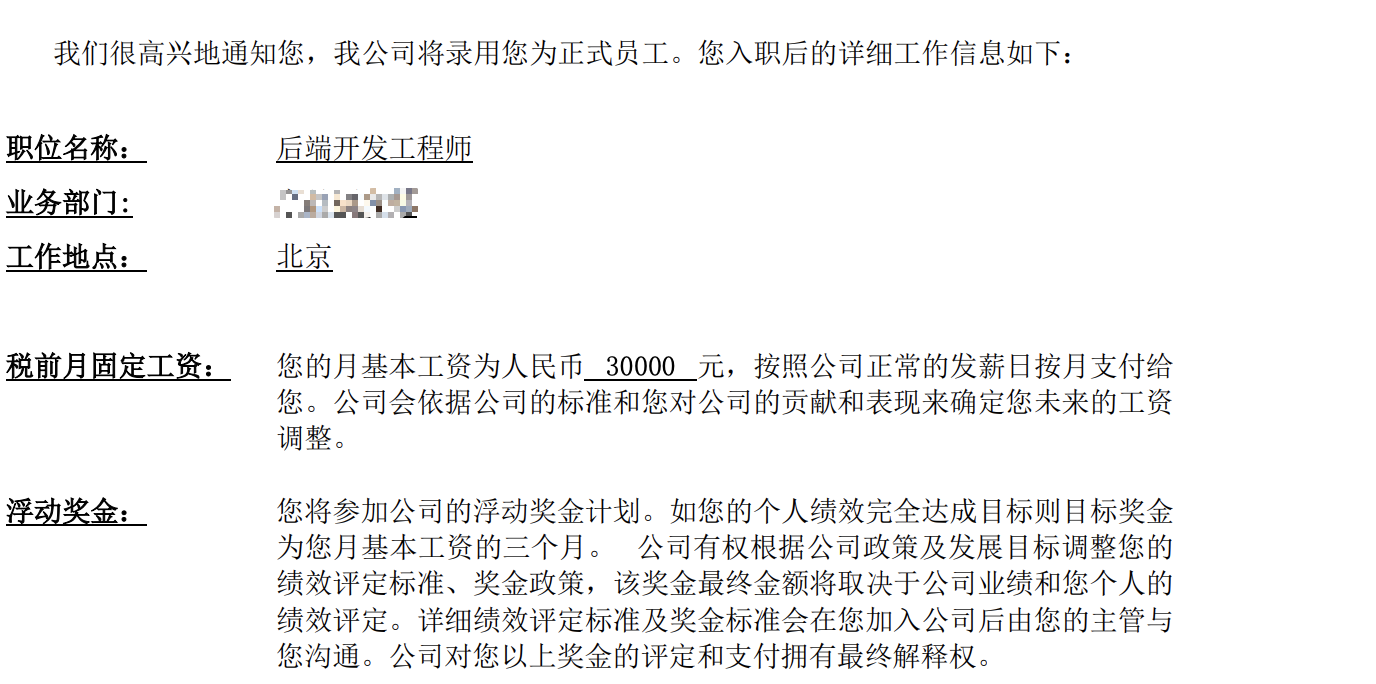 我们很高兴地通知您，我公司将录用您为正式员工。您入职后的详细工作信息如下：
职位名称： 后端开发工程师
业务部门:
工作地点： 北京
税前月固定工资： 您的月基本工资为人民币 30000 元，按照公司正常的发薪日按月支付给
您。公司会依据公司的标准和您对公司的贡献和表现来确定您未来的工资
调整。
浮动奖金： 您将参加公司的浮动奖金计划。如您的个人绩效完全达成目标则目标奖金
为您月基本工资的三个月。 公司有权根据公司政策及发展目标调整您的
绩效评定标准、奖金政策，该奖金最终金额将取决于公司业绩和您个人的
绩效评定。详细绩效评定标准及奖金标准会在您加入公司后由您的主管与
您沟通。公司对您以上奖金的评定和支付拥有最终解释权。